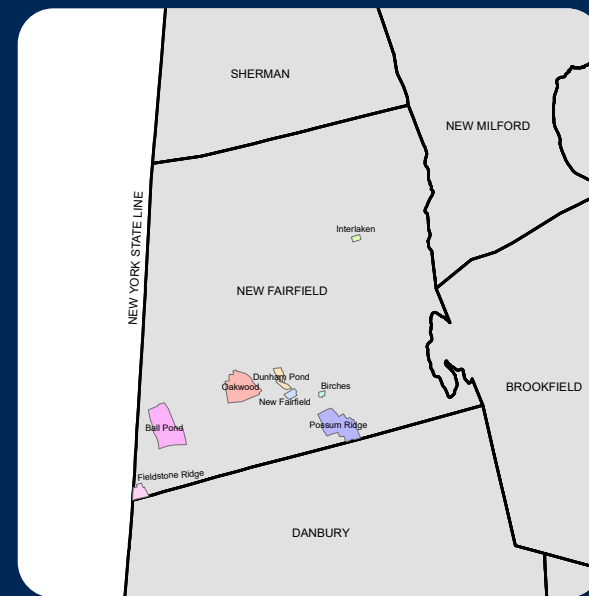 SHERMAN
NEW MILFORD
NEW YORK STATE LINE
Interlaken
NEW FAIRFIELD
Dunham Pond
Oakwood
Birches
BROOKFIELD
New Fairfield
Ball Pond
Possum Ridge
Fieldstone Ridge
DANBURY